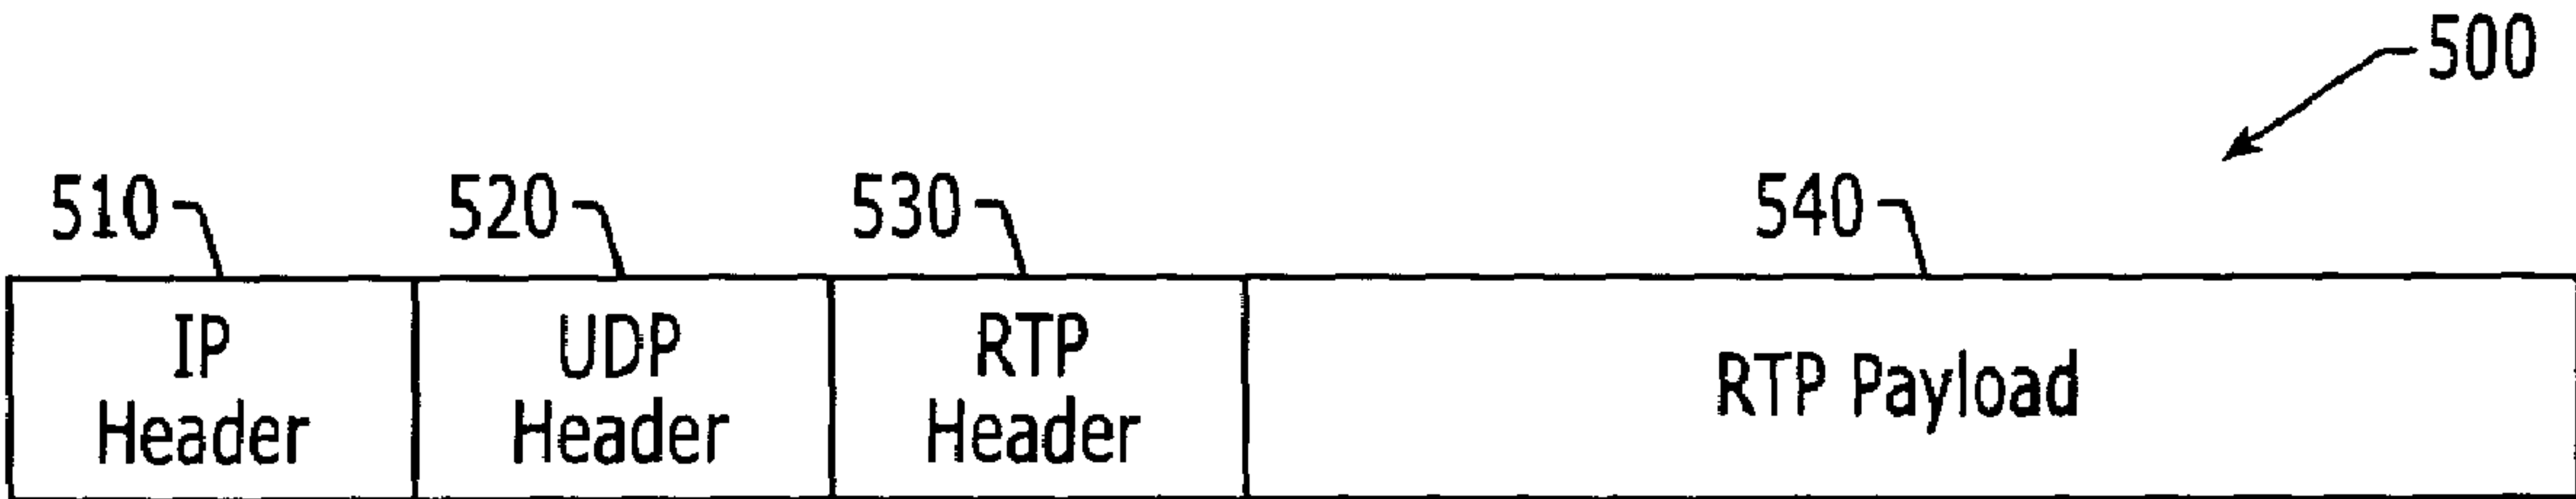 500
510
520
530
540
IP
Header
UDP
Header
RTP
Header
RTP Payload